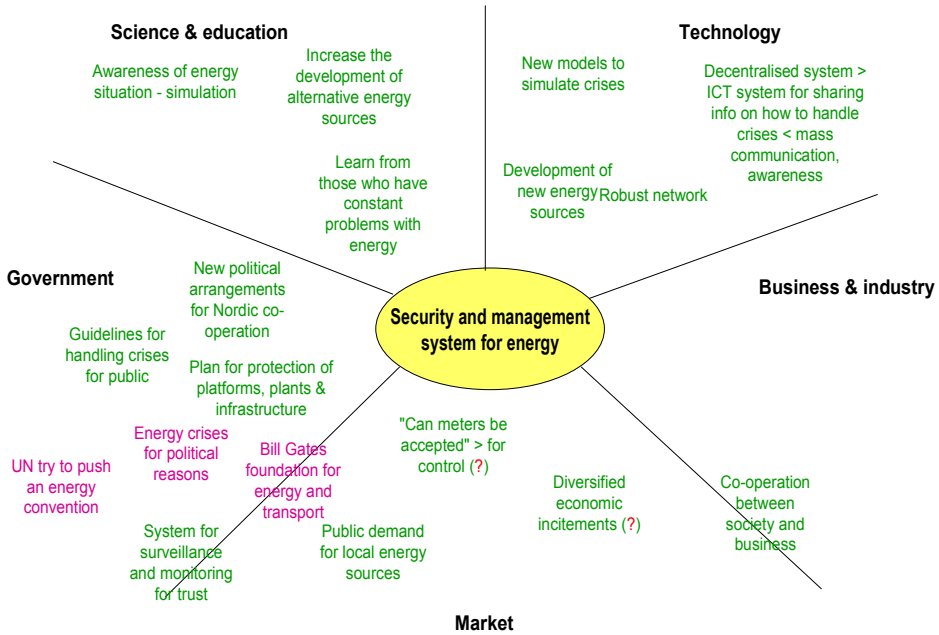 Science & education
Awareness of energy
situation - simulation
Increase the
development of
alternative energy
sources
Learn from
those who have
constant
problems with
energy
Technology
New models to
simulate crises
Decentralised system >
ICT system for sharing
info on how to handle
crises < mass
communication,
awareness
Development of
new energy
sources
Robust network
Government
New political
arrangements
for Nordic co-
operation
Guidelines for
handling crises
for public
Plan for protection of
platforms, plants &
infrastructure
Energy crises
for political
reasons
UN try to push
an energy
convention
Bill Gates
foundation for
energy and
transport
System for
surveillance
and monitoring
for trust
Security and management
system for energy
Business & industry
"Can meters be
accepted" > for
control (?)
Public demand
for local energy
sources
Diversified
economic
incitements (?)
Co-operation
between
society and
business
Market